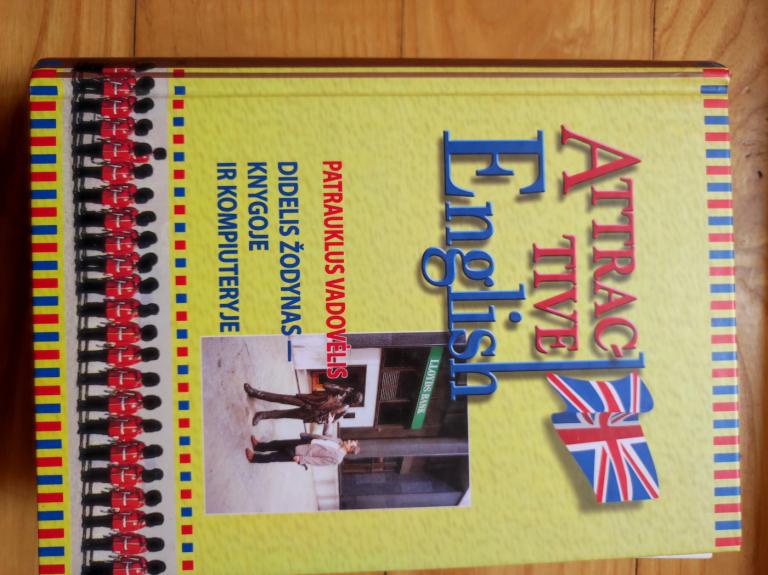 ATTRAC
TIVE
English
PATRAUKLUS VADOVĖLIS
DIDELIS ŽODYNAS—
KNYGOJE
IR KOMPIUTERYJE
LLOYDS BANK